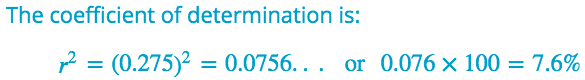 The coefficient of determination is:
r² = (0.275)² = 0.0756. . . or 0.076 × 100 = 7.6%